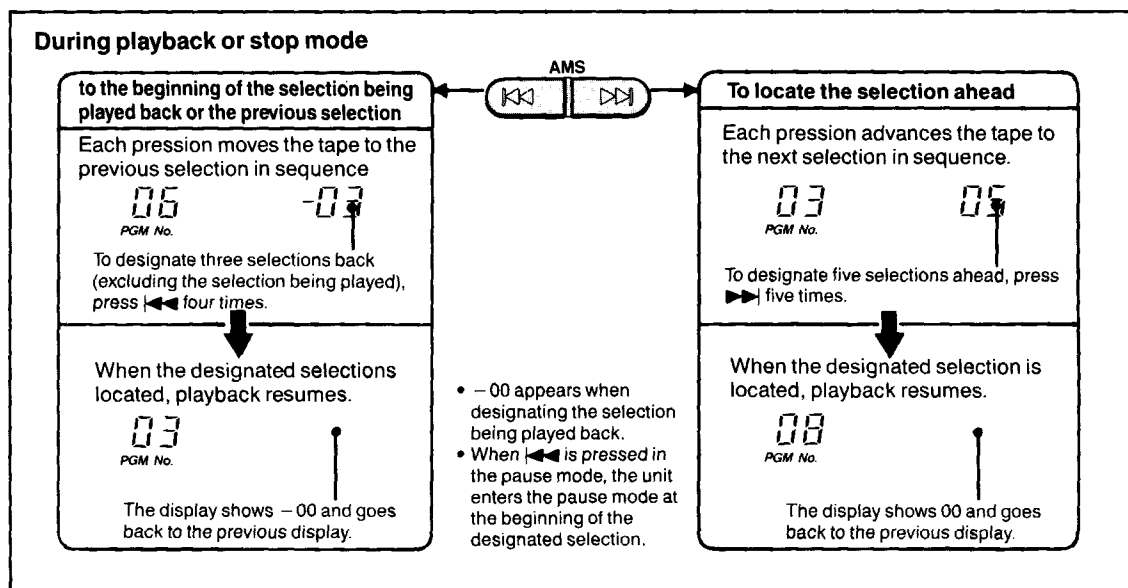 During playback or stop mode
to the beginning of the selection being
played back or the previous selection
Each pression moves the tape to the
previous selection in sequence
06 -03
PGM No.
To designate three selections back
(excluding the selection being played),
press |◀◀ four times.
When the designated selections
located, playback resumes.
03
PGM No.
The display shows – 00 and goes
back to the previous display.
AMS
|◁◁ ▷▷|
• – 00 appears when
designating the selection
being played back.
• When |◀◀ is pressed in
the pause mode, the unit
enters the pause mode at
the beginning of the
designated selection.
To locate the selection ahead
Each pression advances the tape to
the next selection in sequence.
03 05
PGM No.
To designate five selections ahead, press
▶▶| five times.
When the designated selection is
located, playback resumes.
08
PGM No.
The display shows 00 and goes
back to the previous display.